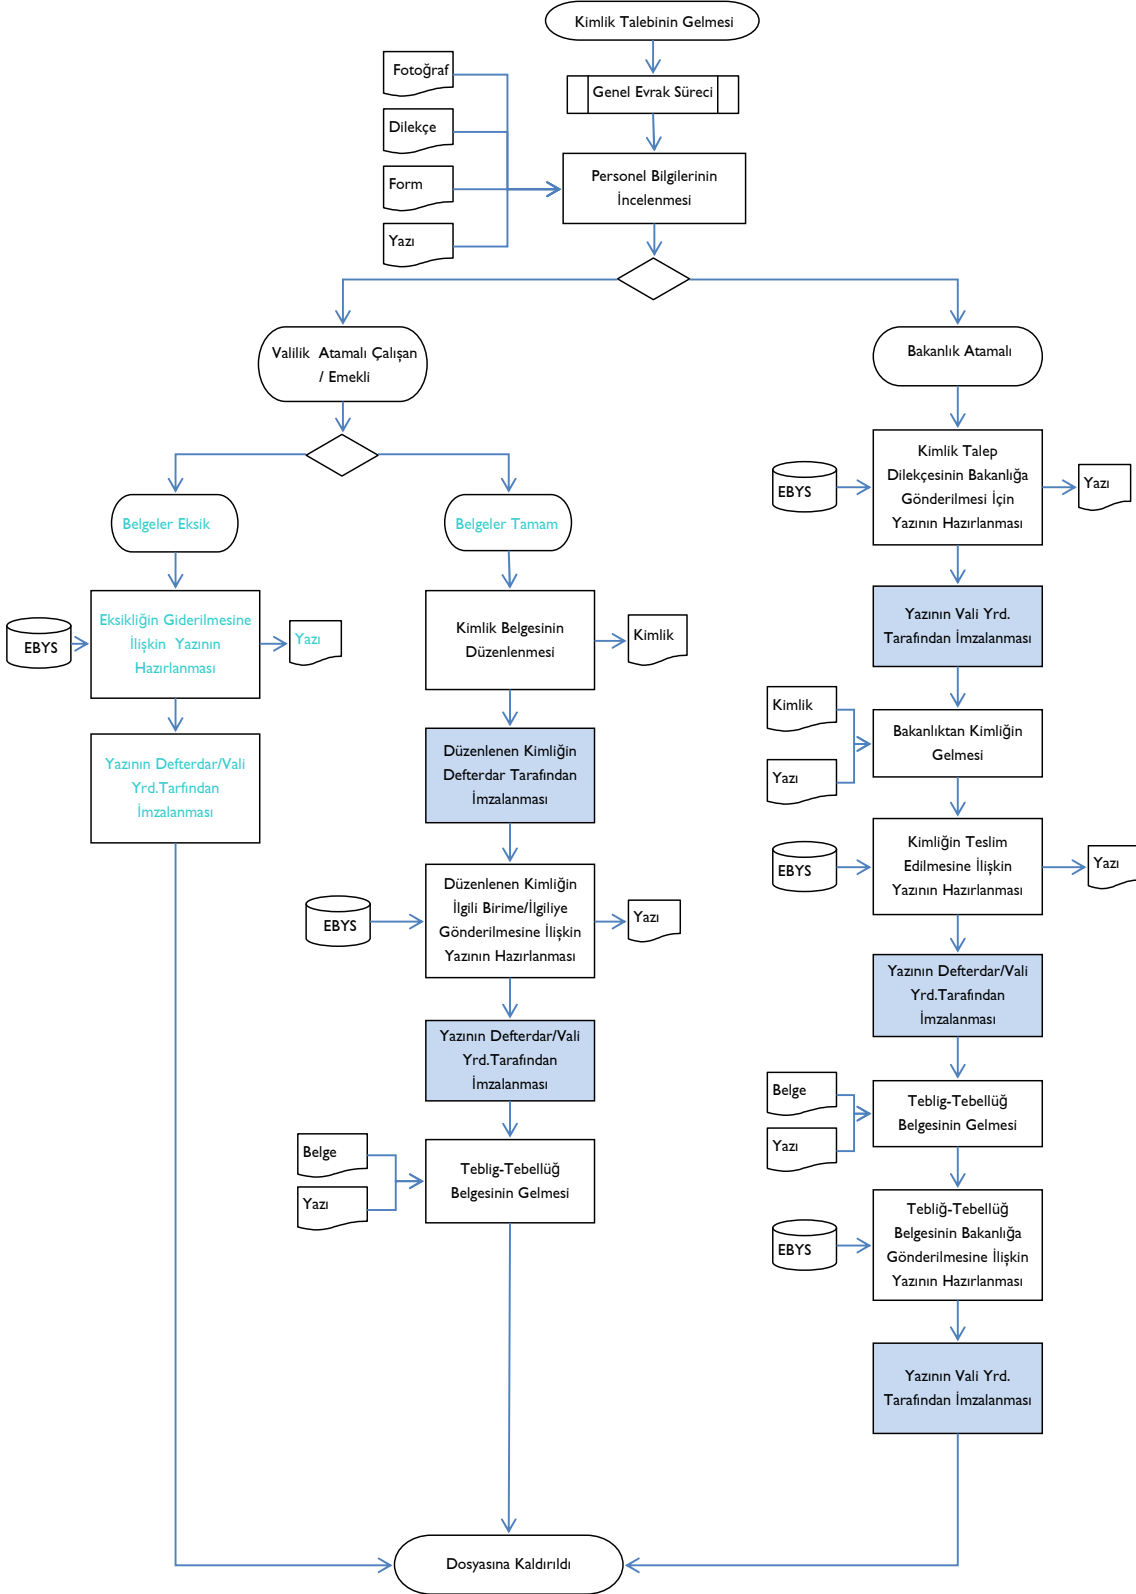 Kimlik Talebinin Gelmesi
Fotoğraf
Genel Evrak Süreci
Dilekçe
Personel Bilgilerinin
İncelenmesi
Form
Yazı
Valilik Atamalı Çalışan
/ Emekli
Bakanlık Atamalı
Belgeler Eksik
Belgeler Tamam
EBYS
Kimlik Talep
Dilekçesinin Bakanlığa
Gönderilmesi İçin
Yazının Hazırlanması
Yazı
EBYS
Eksikliğin Giderilmesine
İlişkin Yazının
Hazırlanması
Yazı
Kimlik Belgesinin
Düzenlenmesi
Kimlik
Yazının Vali Yrd.
Tarafından İmzalanması
Yazının Defterdar/Vali
Yrd.Tarfından
İmzalanması
Düzenlenen Kimliğin
Defterdar Tarafından
İmzalanması
Kimlik
Yazı
Bakanlıktan Kimliğin
Gelmesi
EBYS
Düzenlenen Kimliğin
İlgili Birime/İlgiliye
Gönderilmesine İlişkin
Yazının Hazırlanması
Yazı
EBYS
Kimliğin Teslim
Edilmesine İlişkin
Yazının Hazırlanması
Yazı
Yazının Defterdar/Vali
Yrd.Tarafından
İmzalanması
Yazının Defterdar/Vali
Yrd.Tarafından
İmzalanması
Belge
Yazı
Teblig-Tebellüğ
Belgesinin Gelmesi
Belge
Yazı
Teblig-Tebellüğ
Belgesinin Gelmesi
EBYS
Tebliğ-Tebellüğ
Belgesinin Bakanlığa
Gönderilmesine İlişkin
Yazının Hazırlanması
Yazının Vali Yrd.
Tarafından İmzalanması
Dosyasına Kaldırıldı